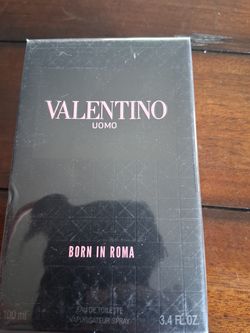 VALENTINO
UOMO
BORN IN ROMA
EAU DE TOILETTE
VAPORISATEUR SPRAY
100 ml
3.4 FL.OZ.